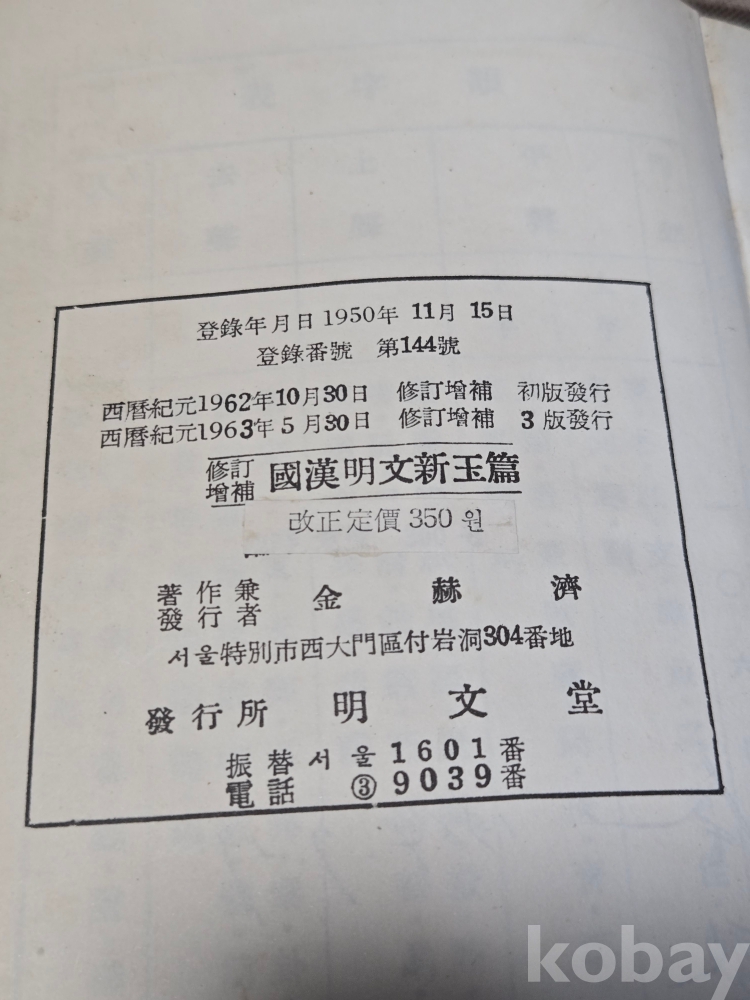 登錄年月日 1950年 11月 15日
登錄番號 第144號
西曆紀元1962年10月30日 修訂增補 初版發行
西曆紀元1963年5月30日 修訂增補 3版發行
修訂增補 國漢明文新玉篇
改正定價 350 원
著作兼發行者 金赫濟
서울特別市西大門區付岩洞304番地
發行所 明文堂
振替서울1601番
電話 ③9039番
kobay